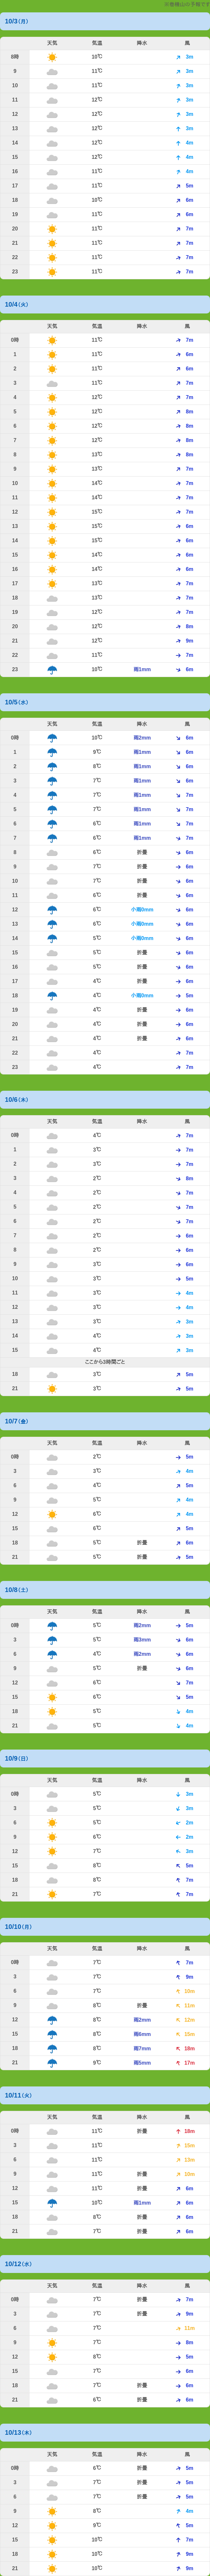 ※車機山の予報です
10/3(月)
天気 気温 降水 風
8時 10℃ 3m
9 11℃ 3m
10 11℃ 3m
11 12℃ 3m
12 12℃ 3m
13 12℃ 3m
14 12℃ 4m
15 12℃ 4m
16 11℃ 4m
17 11℃ 5m
18 10℃ 6m
19 11℃ 6m
20 11℃ 7m
21 11℃ 7m
22 11℃ 7m
23 11℃ 7m
10/4(火)
天気 気温 降水 風
0時 11℃ 7m
1 11℃ 6m
2 11℃ 6m
3 11℃ 7m
4 12℃ 7m
5 12℃ 8m
6 12℃ 8m
7 12℃ 8m
8 13℃ 8m
9 13℃ 7m
10 14℃ 7m
11 14℃ 7m
12 15℃ 7m
13 15℃ 6m
14 15℃ 6m
15 14℃ 6m
16 14℃ 6m
17 13℃ 7m
18 13℃ 7m
19 12℃ 7m
20 12℃ 8m
21 12℃ 9m
22 11℃ 7m
23 10℃ 雨1mm 6m
10/5(水)
天気 気温 降水 風
0時 10℃ 雨2mm 6m
1 9℃ 雨1mm 6m
2 8℃ 雨1mm 6m
3 7℃ 雨1mm 6m
4 7℃ 雨1mm 7m
5 7℃ 雨1mm 6m
6 6℃ 雨1mm 7m
7 6℃ 雨1mm 7m
8 6℃ 折畳 6m
9 7℃ 折畳 6m
10 7℃ 折畳 6m
11 6℃ 折畳 6m
12 6℃ 小雨0mm 6m
13 6℃ 小雨0mm 6m
14 5℃ 小雨0mm 6m
15 5℃ 折畳 6m
16 5℃ 折畳 6m
17 4℃ 折畳 6m
18 4℃ 小雨0mm 5m
19 4℃ 折畳 6m
20 4℃ 折畳 6m
21 4℃ 折畳 6m
22 4℃ 7m
23 4℃ 7m
10/6(木)
天気 気温 降水 風
0時 4℃ 7m
1 3℃ 7m
2 3℃ 7m
3 2℃ 8m
4 2℃ 7m
5 2℃ 7m
6 2℃ 7m
7 2℃ 6m
8 2℃ 6m
9 3℃ 6m
10 3℃ 5m
11 3℃ 4m
12 3℃ 4m
13 4℃ 3m
14 4℃ 3m
15 4℃ 3m
ここから3時間ごと
18 3℃ 5m
21 3℃ 5m
10/7(金)
天気 気温 降水 風
0時 2℃ 5m
3 3℃ 4m
6 4℃ 5m
9 5℃ 4m
12 6℃ 4m
15 6℃ 5m
18 5℃ 折畳 6m
21 5℃ 折畳 5m
10/8(土)
天気 気温 降水 風
0時 5℃ 雨2mm 5m
3 5℃ 雨3mm 6m
6 4℃ 雨2mm 6m
9 5℃ 折畳 6m
12 6℃ 7m
15 6℃ 5m
18 5℃ 4m
21 5℃ 4m
10/9(日)
天気 気温 降水 風
0時 5℃ 3m
3 5℃ 3m
6 5℃ 2m
9 6℃ 2m
12 7℃ 3m
15 8℃ 5m
18 8℃ 7m
21 7℃ 7m
10/10(月)
天気 気温 降水 風
0時 7℃ 7m
3 7℃ 9m
6 7℃ 10m
9 8℃ 折畳 11m
12 8℃ 雨2mm 12m
15 8℃ 雨6mm 15m
18 8℃ 雨7mm 18m
21 9℃ 雨5mm 17m
10/11(火)
天気 気温 降水 風
0時 11℃ 折畳 18m
3 11℃ 15m
6 11℃ 13m
9 11℃ 折畳 10m
12 11℃ 折畳 6m
15 10℃ 雨1mm 6m
18 8℃ 折畳 6m
21 7℃ 折畳 6m
10/12(水)
天気 気温 降水 風
0時 7℃ 折畳 7m
3 7℃ 折畳 9m
6 7℃ 11m
9 7℃ 8m
12 8℃ 5m
15 7℃ 6m
18 7℃ 折畳 6m
21 6℃ 折畳 6m
10/13(木)
天気 気温 降水 風
0時 6℃ 折畳 5m
3 7℃ 折畳 5m
6 7℃ 折畳 5m
9 8℃ 4m
12 9℃ 5m
15 10℃ 7m
18 10℃ 9m
21 10℃ 9m